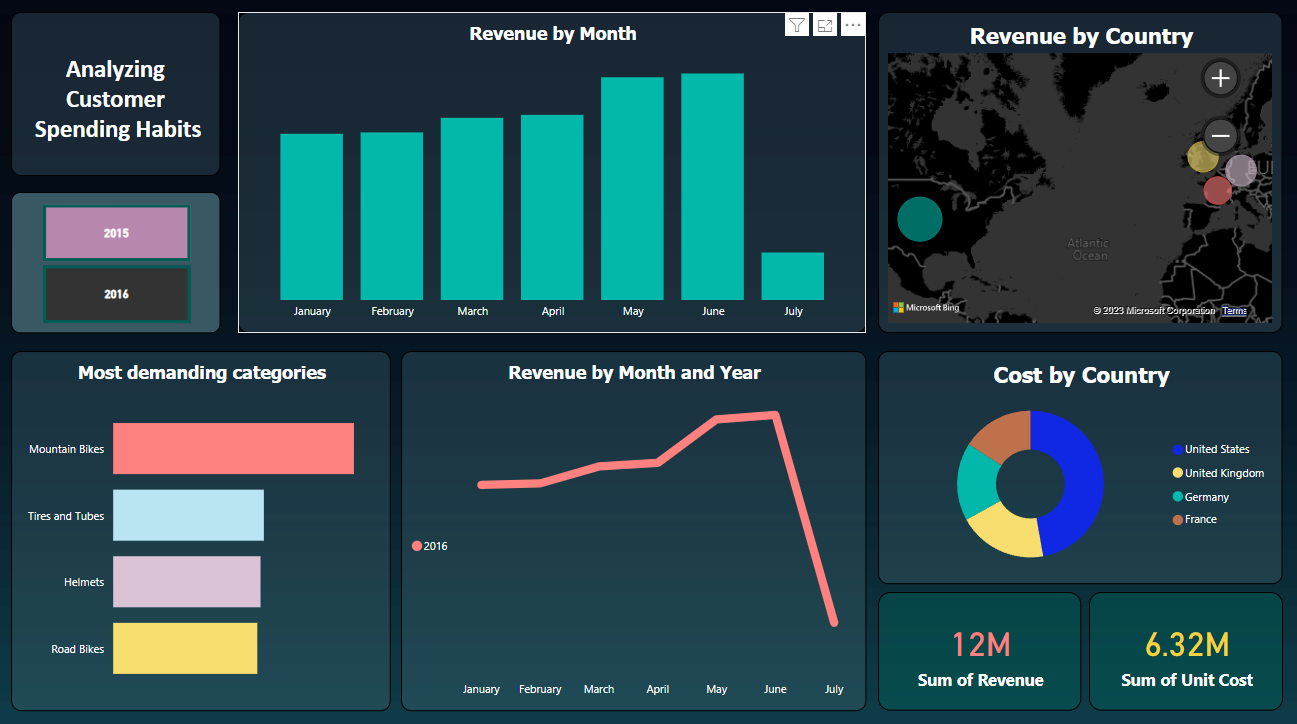 Analyzing
Customer
Spending Habits
2015
2016
Revenue by Month
January February March April May June July
Revenue by Country
+
−
Atlantic
Ocean
EU
Microsoft Bing
© 2023 Microsoft Corporation Terms
Most demanding categories
Mountain Bikes
Tires and Tubes
Helmets
Road Bikes
Revenue by Month and Year
2016
January February March April May June July
Cost by Country
United States
United Kingdom
Germany
France
12M
Sum of Revenue
6.32M
Sum of Unit Cost